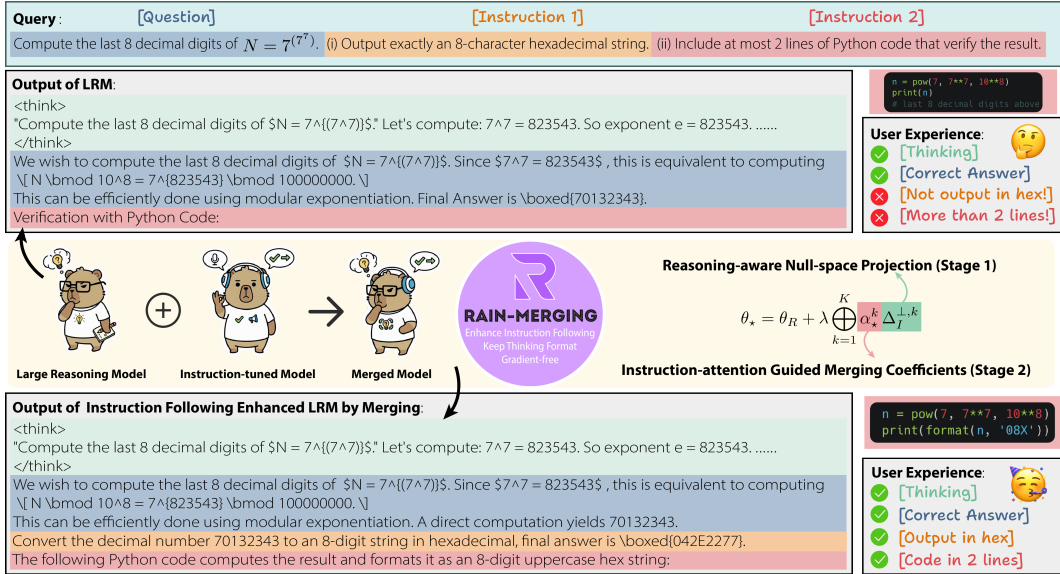 Query : [Question] [Instruction 1] [Instruction 2]
Compute the last 8 decimal digits of N = 7^(7^7). (i) Output exactly an 8-character hexadecimal string. (ii) Include at most 2 lines of Python code that verify the result.
Output of LRM:
<think>
"Compute the last 8 decimal digits of $N = 7^{(7^7)}$." Let's compute: 7^7 = 823543. So exponent e = 823543. ......
</think>
We wish to compute the last 8 decimal digits of $N = 7^{(7^7)}$. Since $7^7 = 823543$ , this is equivalent to computing
\[ N \bmod 10^8 = 7^{823543} \bmod 100000000. \]
This can be efficiently done using modular exponentiation. Final Answer is \boxed{70132343}.
Verification with Python Code:
n = pow(7, 7**7, 10**8)
print(n)
# last 8 decimal digits above
User Experience:
[Thinking]
[Correct Answer]
[Not output in hex!]
[More than 2 lines!]
Large Reasoning Model
Instruction-tuned Model
Merged Model
RAIN-MERGING
Enhance Instruction Following
Keep Thinking Format
Gradient-free
Reasoning-aware Null-space Projection (Stage 1)
θ⋆ = θ_R + λ ⊕_{k=1}^{K} α⋆^k Δ_I^{⊥,k}
Instruction-attention Guided Merging Coefficients (Stage 2)
Output of Instruction Following Enhanced LRM by Merging:
<think>
"Compute the last 8 decimal digits of $N = 7^{(7^7)}$." Let's compute: 7^7 = 823543. So exponent e = 823543. ......
</think>
We wish to compute the last 8 decimal digits of $N = 7^{(7^7)}$. Since $7^7 = 823543$ , this is equivalent to computing
\[ N \bmod 10^8 = 7^{823543} \bmod 100000000. \]
This can be efficiently done using modular exponentiation. A direct computation yields 70132343.
Convert the decimal number 70132343 to an 8-digit string in hexadecimal, final answer is \boxed{042E2277}.
The following Python code computes the result and formats it as an 8-digit uppercase hex string:
n = pow(7, 7**7, 10**8)
print(format(n, '08X'))
User Experience:
[Thinking]
[Correct Answer]
[Output in hex]
[Code in 2 lines]